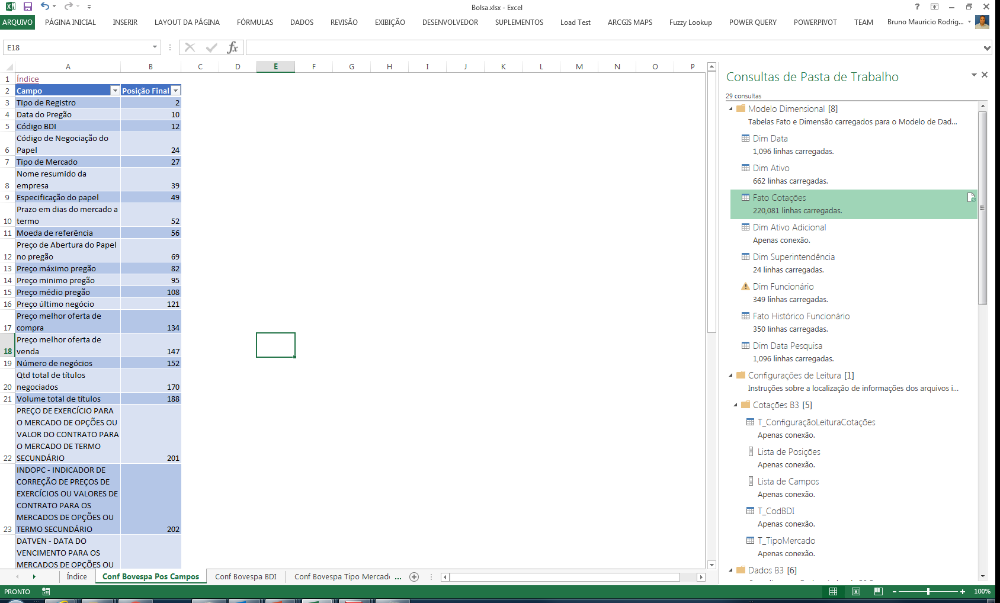 Bolsa.xlsx - Excel
ARQUIVO PÁGINA INICIAL INSERIR LAYOUT DA PÁGINA FÓRMULAS DADOS REVISÃO EXIBIÇÃO DESENVOLVEDOR SUPLEMENTOS Load Test ARCGIS MAPS Fuzzy Lookup POWER QUERY POWERPIVOT TEAM Bruno Mauricio Rodrig...
E18 fx
A B C D E F G H I J K L M N O P
1 Índice
2 Campo Posição Final
3 Tipo de Registro 2
4 Data do Pregão 10
5 Código BDI 12
Código de Negociação do
6 Papel 24
7 Tipo de Mercado 27
Nome resumido da
8 empresa 39
9 Especificação do papel 49
Prazo em dias do mercado a
10 termo 52
11 Moeda de referência 56
Preço de Abertura do Papel
12 no pregão 69
13 Preço máximo pregão 82
14 Preço minimo pregão 95
15 Preço médio pregão 108
16 Preço último negócio 121
Preço melhor oferta de
17 compra 134
Preço melhor oferta de
18 venda 147
19 Número de negócios 152
Qtd total de títulos
20 negociados 170
21 Volume total de títulos 188
PREÇO DE EXERCÍCIO PARA
O MERCADO DE OPÇÕES OU
VALOR DO CONTRATO PARA
O MERCADO DE TERMO
22 SECUNDÁRIO 201
INDOPC - INDICADOR DE
CORREÇÃO DE PREÇOS DE
EXERCÍCIOS OU VALORES DE
CONTRATO PARA OS
MERCADOS DE OPÇÕES OU
23 TERMO SECUNDÁRIO 202
DATVEN - DATA DO
VENCIMENTO PARA OS
MERCADOS DE OPÇÕES OU
Consultas de Pasta de Trabalho
29 consultas
Modelo Dimensional [8]
Tabelas Fato e Dimensão carregados para o Modelo de Dad...
Dim Data
1,096 linhas carregadas.
Dim Ativo
662 linhas carregadas.
Fato Cotações
220,081 linhas carregadas.
Dim Ativo Adicional
Apenas conexão.
Dim Superintendência
24 linhas carregadas.
Dim Funcionário
349 linhas carregadas.
Fato Histórico Funcionário
350 linhas carregadas.
Dim Data Pesquisa
1,096 linhas carregadas.
Configurações de Leitura [1]
Instruções sobre a localização de informações dos arquivos i...
Cotações B3 [5]
T_ConfiguraçãoLeituraCotações
Apenas conexão.
Lista de Posições
Apenas conexão.
Lista de Campos
Apenas conexão.
T_CodBDI
Apenas conexão.
T_TipoMercado
Apenas conexão.
Dados B3 [6]
Índice Conf Bovespa Pos Campos Conf Bovespa BDI Conf Bovespa Tipo Mercado ...
PRONTO 100%